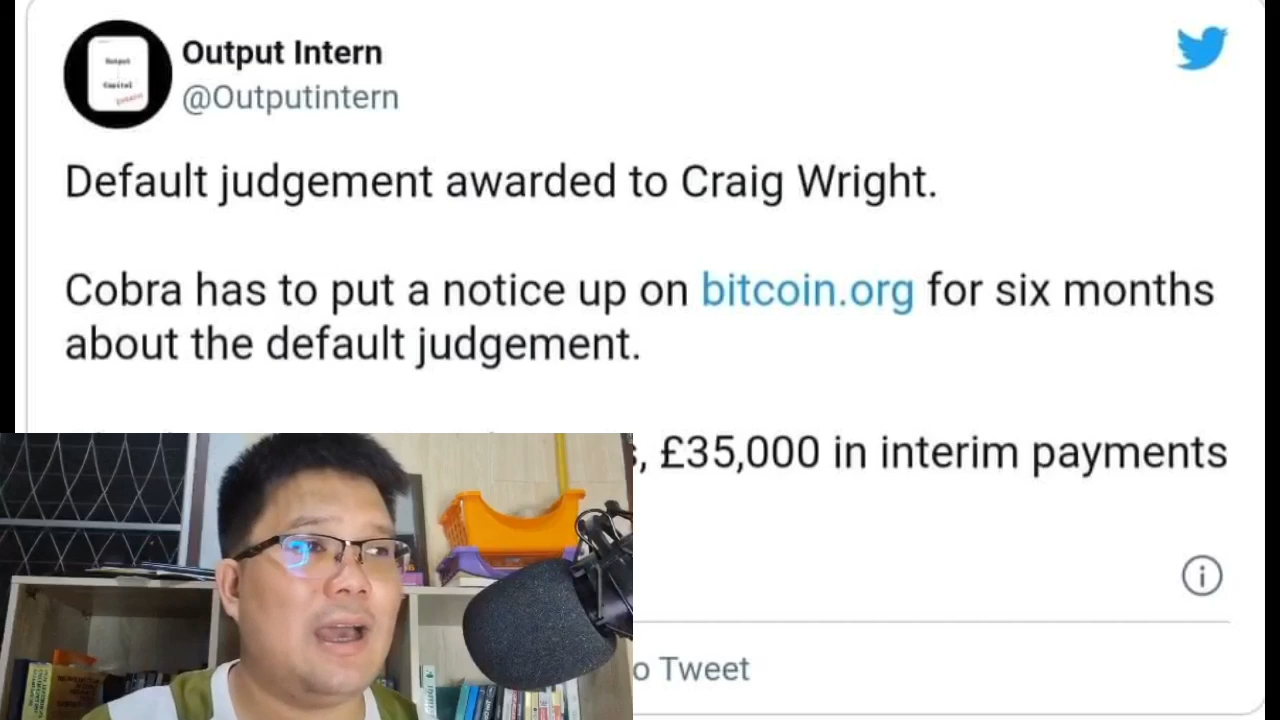 Output Intern
@Outputintern
Default judgement awarded to Craig Wright.
Cobra has to put a notice up on bitcoin.org for six months
about the default judgement.
, £35,000 in interim payments
Tweet